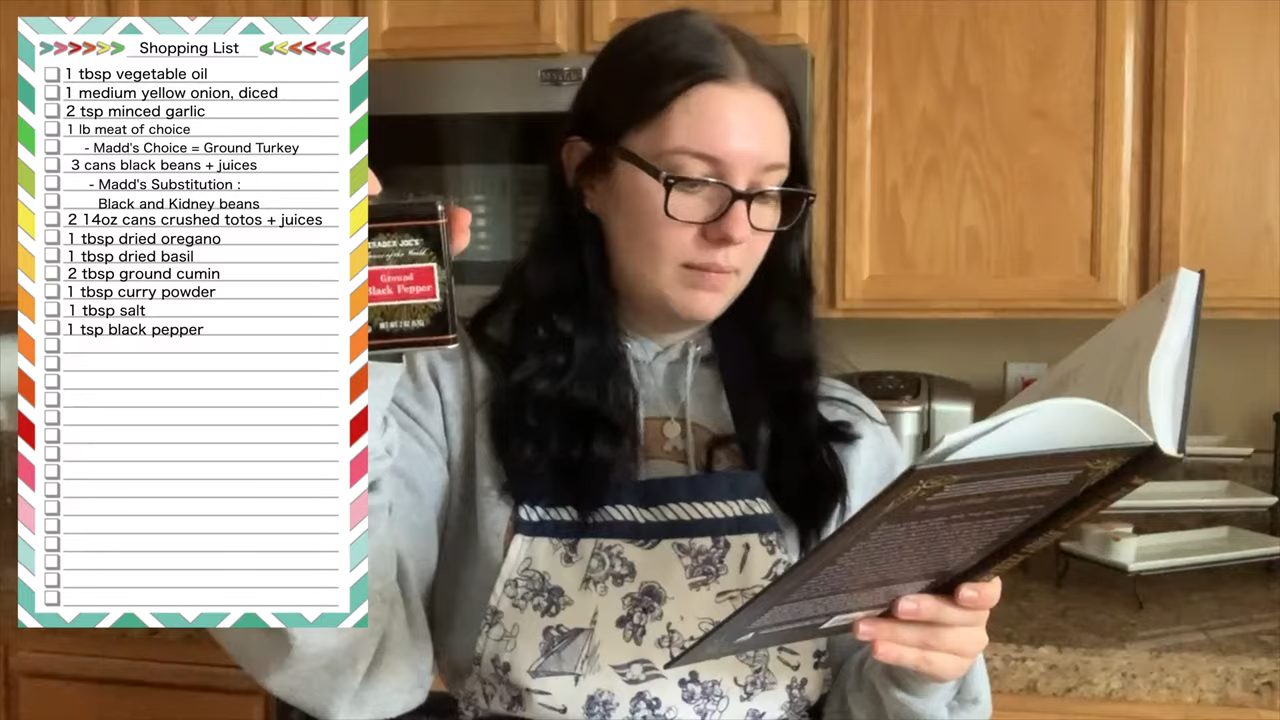 Shopping List
1 tbsp vegetable oil
1 medium yellow onion, diced
2 tsp minced garlic
1 lb meat of choice
- Madd's Choice = Ground Turkey
3 cans black beans + juices
- Madd's Substitution :
Black and Kidney beans
2 14oz cans crushed totos + juices
1 tbsp dried oregano
1 tbsp dried basil
2 tbsp ground cumin
1 tbsp curry powder
1 tbsp salt
1 tsp black pepper
MAYTAG
TRADER JOE'S
Ground
Black Pepper